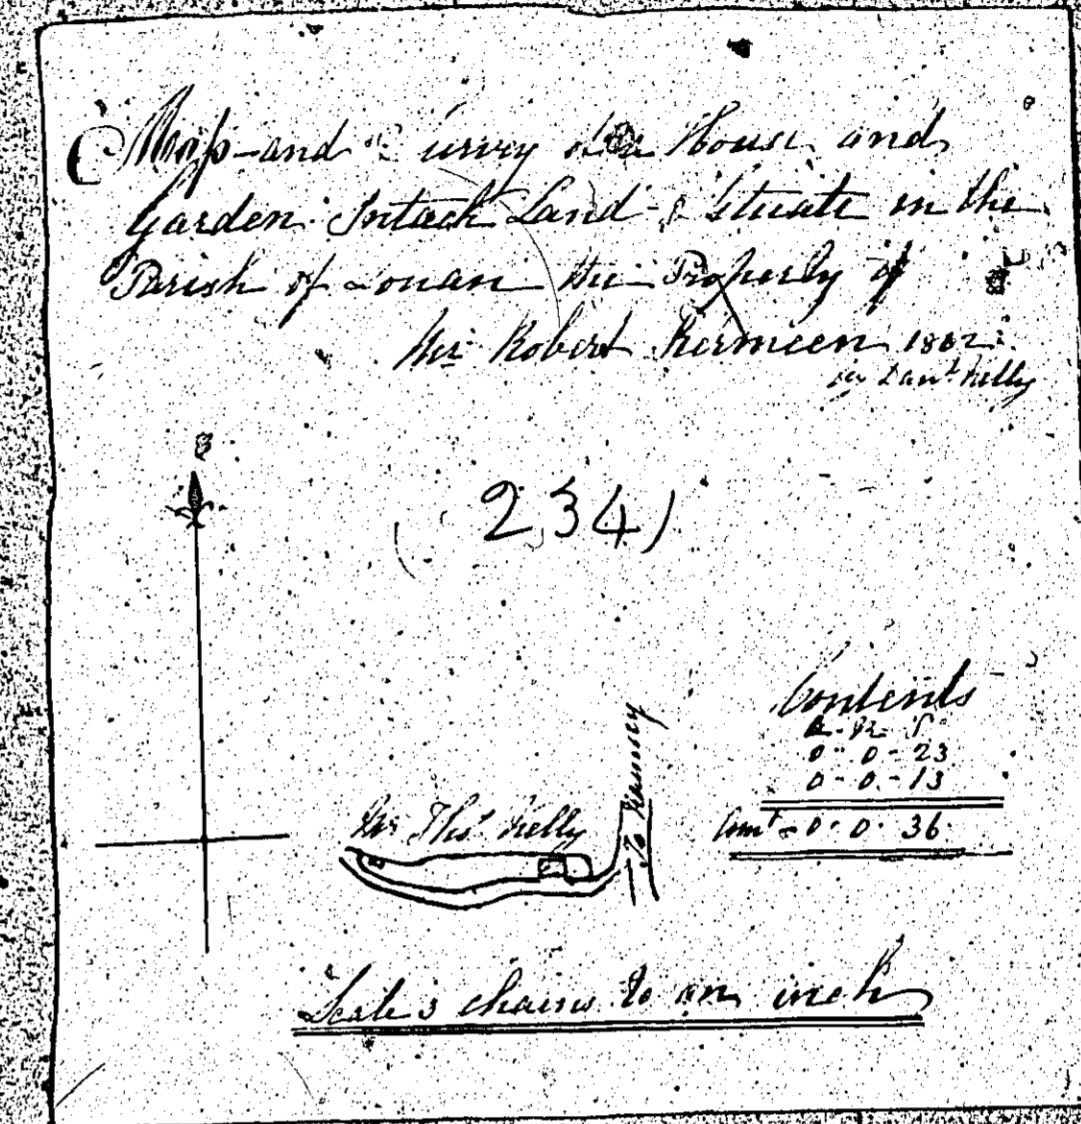 Map and Survey of a House and
Garden Intack Land Situate in the
Parish of Lonan the Property of
Mr Robert Kermeen 1862
by Danl Kelly
(234)
Mr Thos Kelly
To Ramsey
Contents
A - R - P
0 - 0 - 23
0 - 0 - 13
0 - 0 - 36
Scale 3 chains to an inch